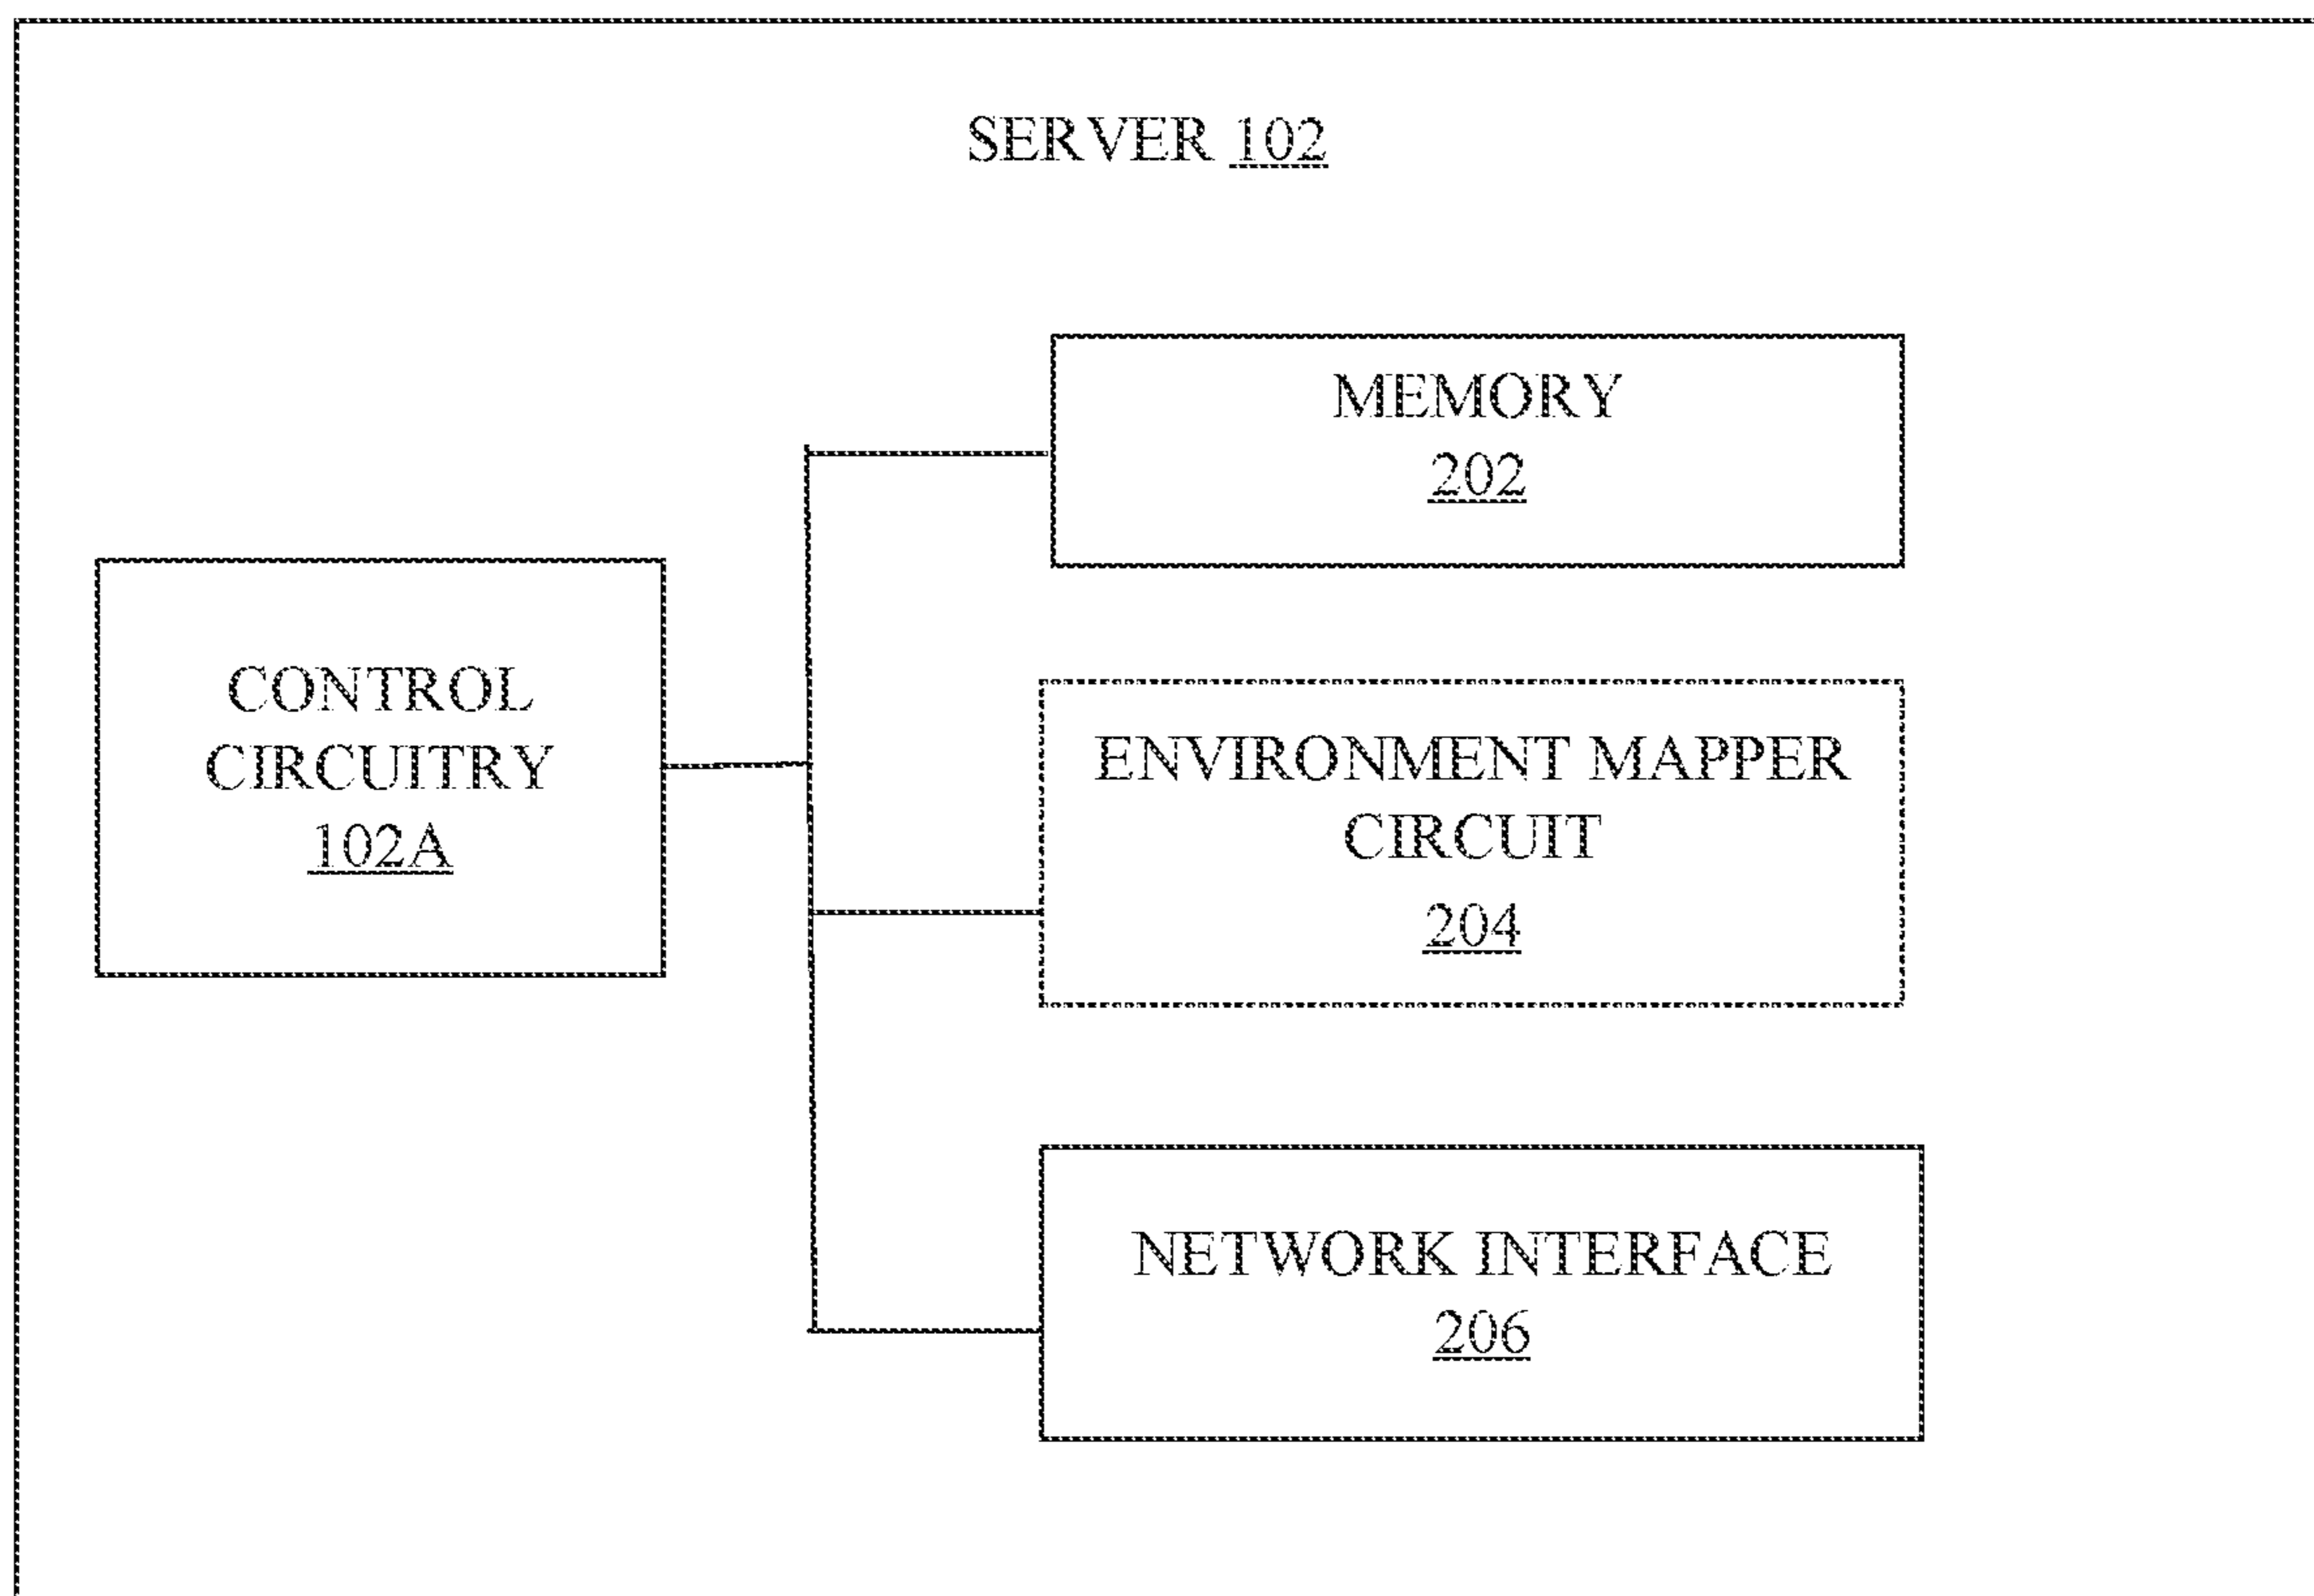 SERVER 102
MEMORY
202
CONTROL
CIRCUITRY
102A
ENVIRONMENT MAPPER
CIRCUIT
204
NETWORK INTERFACE
206